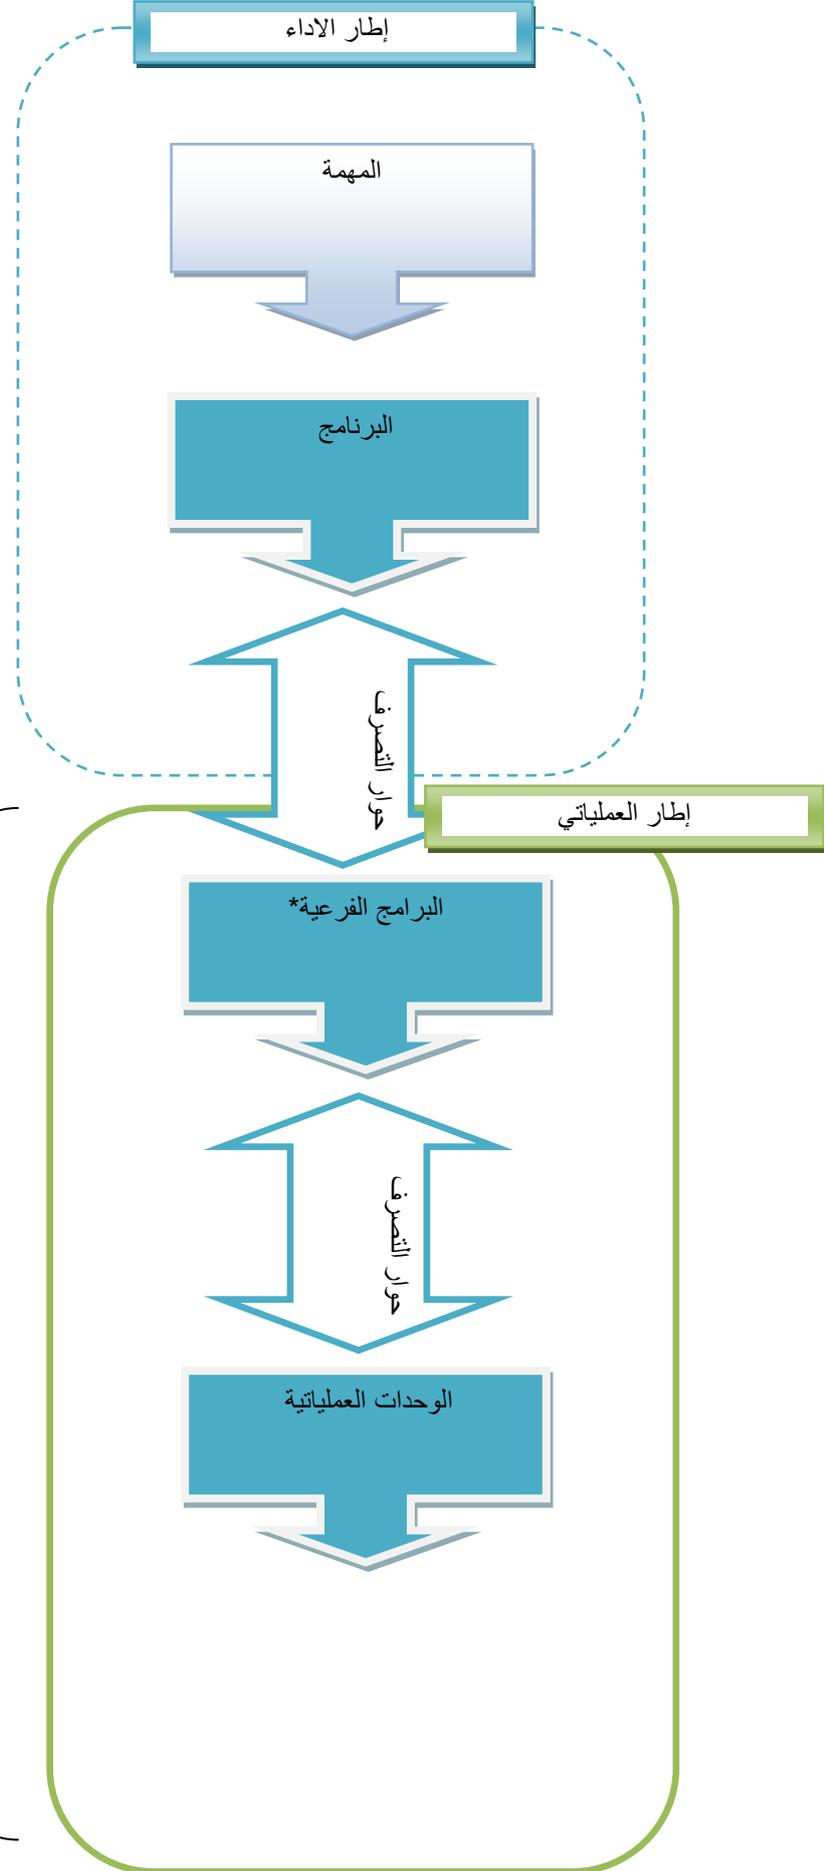 إطار الاداء
المهمة
البرنامج
حوار التصرف
إطار العملياتي
البرامج الفرعية*
حوار التصرف
الوحدات العملياتية